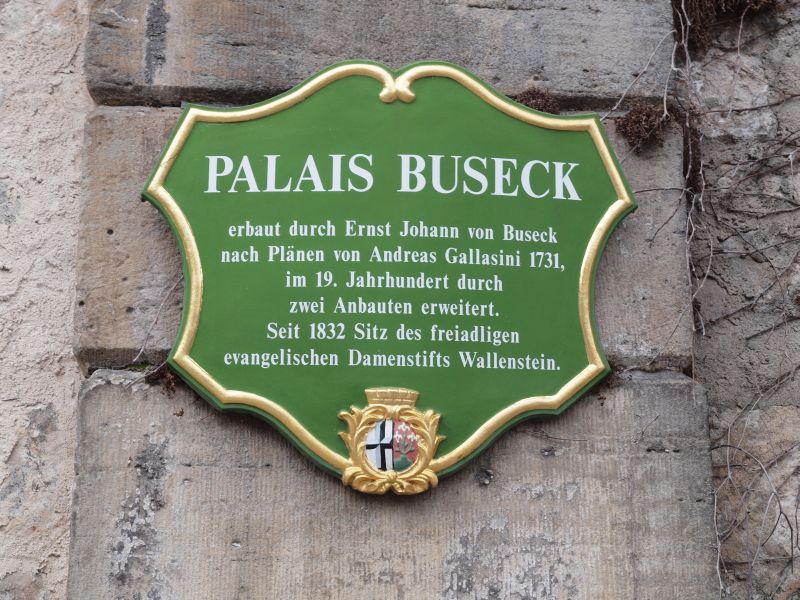 PALAIS BUSECK
erbaut durch Ernst Johann von Buseck
nach Plänen von Andreas Gallasini 1731,
im 19. Jahrhundert durch
zwei Anbauten erweitert.
Seit 1832 Sitz des freiadligen
evangelischen Damenstifts Wallenstein.